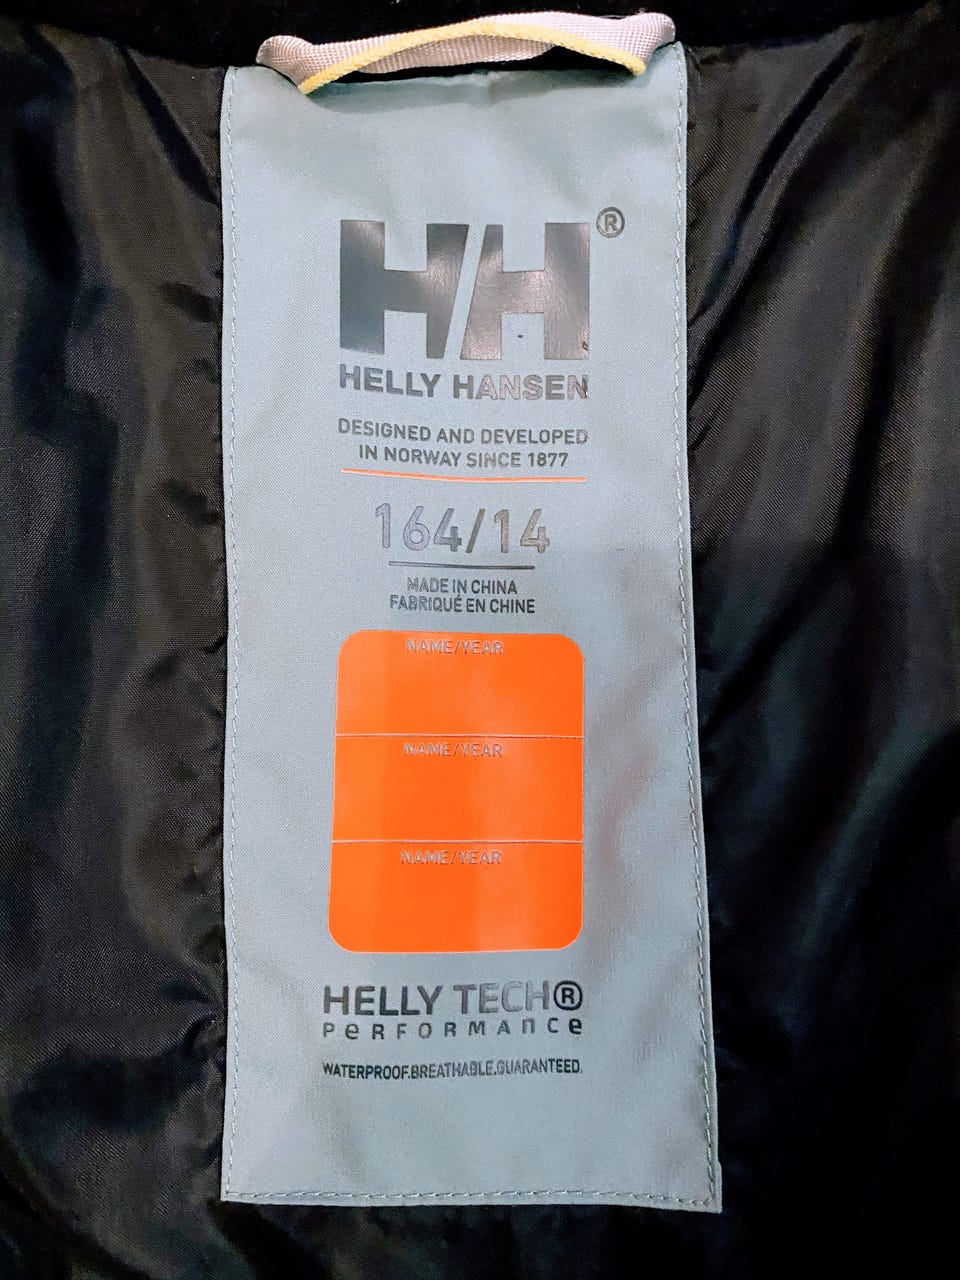 HH®
HELLY HANSEN
DESIGNED AND DEVELOPED
IN NORWAY SINCE 1877
164/14
MADE IN CHINA
FABRIQUÉ EN CHINE
NAME/YEAR
NAME/YEAR
NAME/YEAR
HELLY TECH®
PeRFORMAnCe
WATERPROOF.BREATHABLE.GUARANTEED.